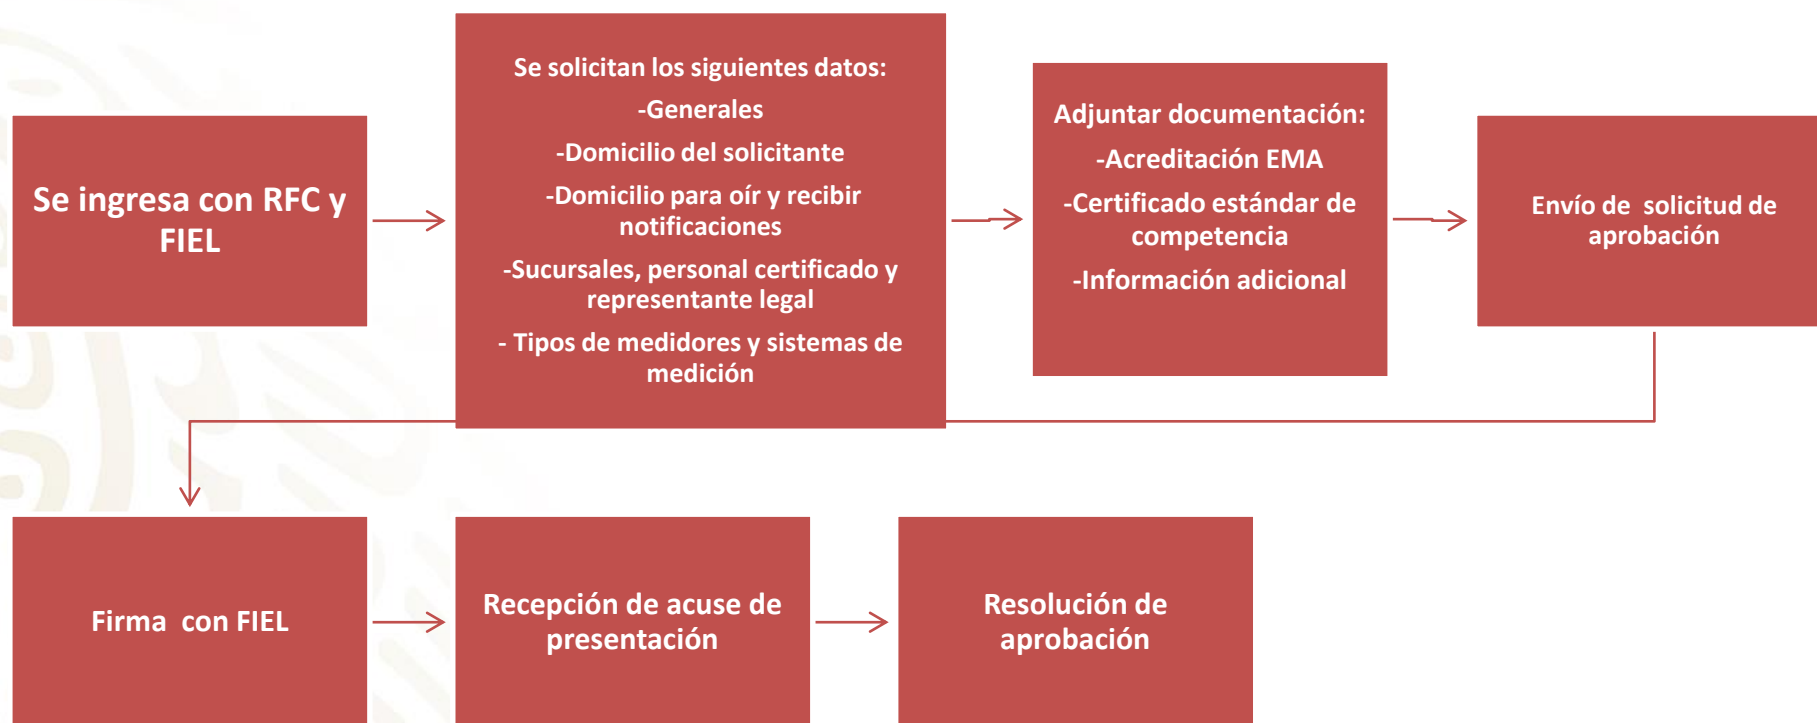 Se ingresa con RFC y
FIEL
Se solicitan los siguientes datos:
-Generales
-Domicilio del solicitante
-Domicilio para oír y recibir
notificaciones
-Sucursales, personal certificado y
representante legal
- Tipos de medidores y sistemas de
medición
Adjuntar documentación:
-Acreditación EMA
-Certificado estándar de
competencia
-Información adicional
Envío de  solicitud de
aprobación
Firma  con FIEL
Recepción de acuse de
presentación
Resolución de
aprobación